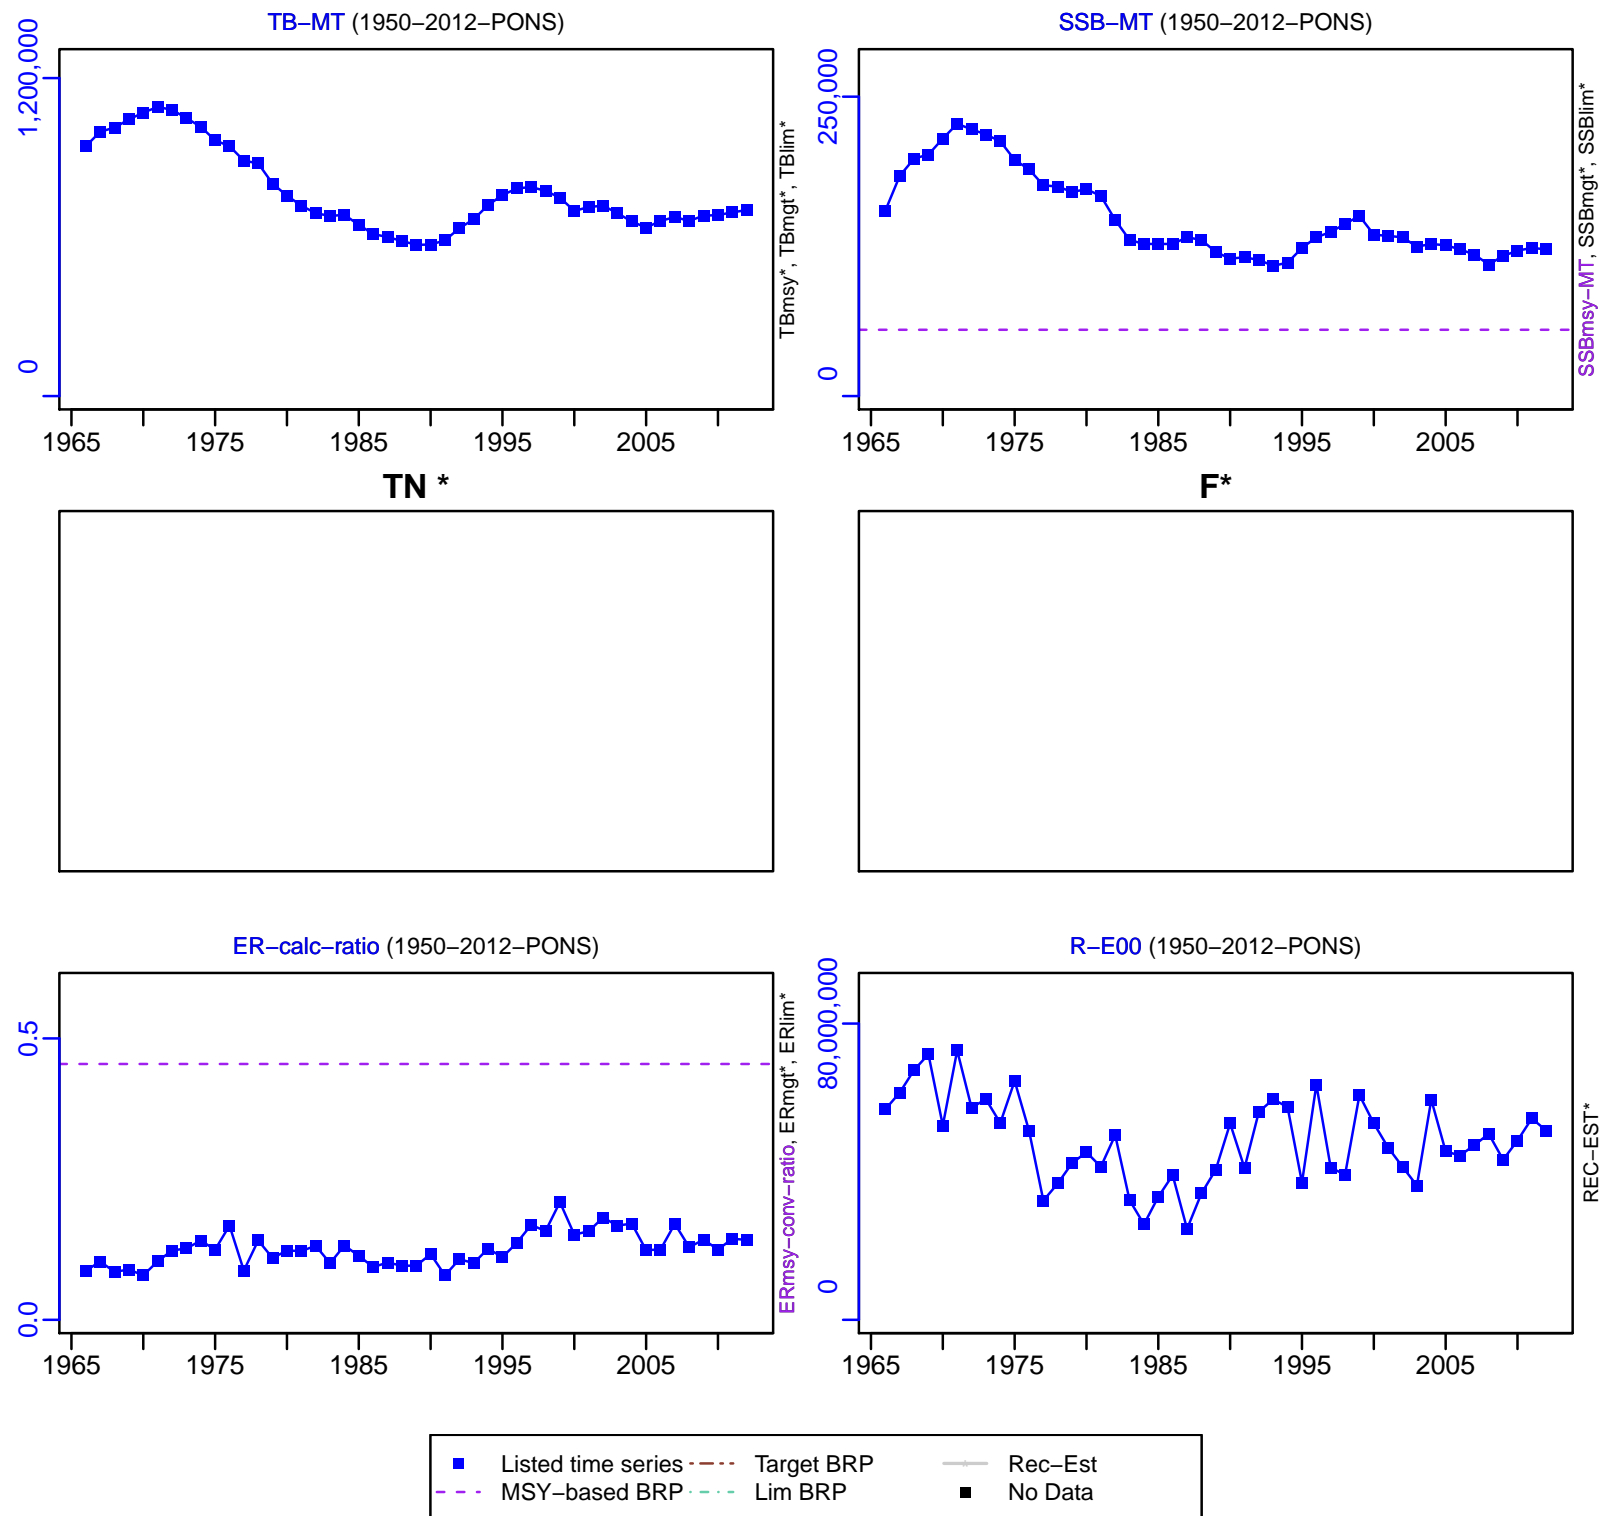 TB−MT (1950−2012−PONS)
1,200,000
0
TBmsy*, TBmgt*, TBlim*
1965 1975 1985 1995 2005
SSB−MT (1950−2012−PONS)
250,000
0
SSBmsy−MT, SSBmgt*, SSBlim*
1965 1975 1985 1995 2005
TN *
F*
ER−calc−ratio (1950−2012−PONS)
0.5
0.0
ERmsy−conv−ratio, ERmgt*, ERlim*
1965 1975 1985 1995 2005
R−E00 (1950−2012−PONS)
80,000,000
0
REC−EST*
1965 1975 1985 1995 2005
Listed time series Target BRP Rec−Est
MSY−based BRP Lim BRP No Data